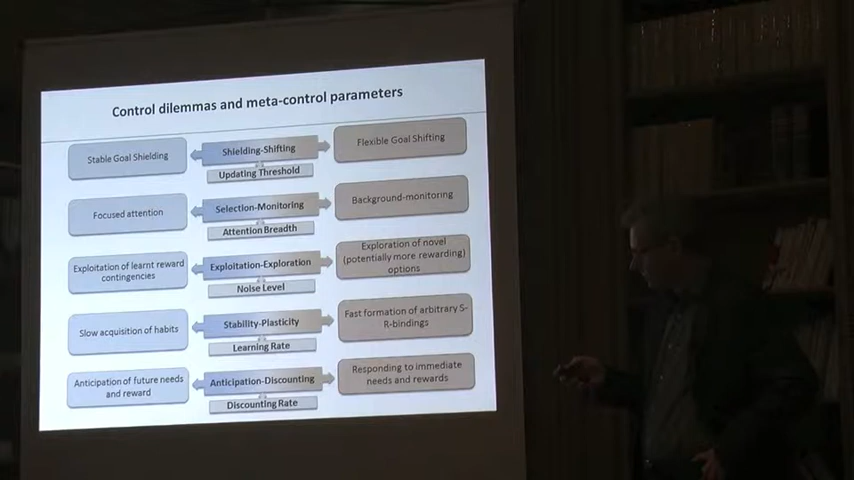 Control dilemmas and meta-control parameters
Stable Goal Shielding
Shielding-Shifting
Flexible Goal Shifting
Updating Threshold
Focused attention
Selection-Monitoring
Background-monitoring
Attention Breadth
Exploitation of learnt reward
contingencies
Exploitation-Exploration
Exploration of novel
(potentially more rewarding)
options
Noise Level
Slow acquisition of habits
Stability-Plasticity
Fast formation of arbitrary S-
R-bindings
Learning Rate
Anticipation of future needs
and reward
Anticipation-Discounting
Responding to immediate
needs and rewards
Discounting Rate